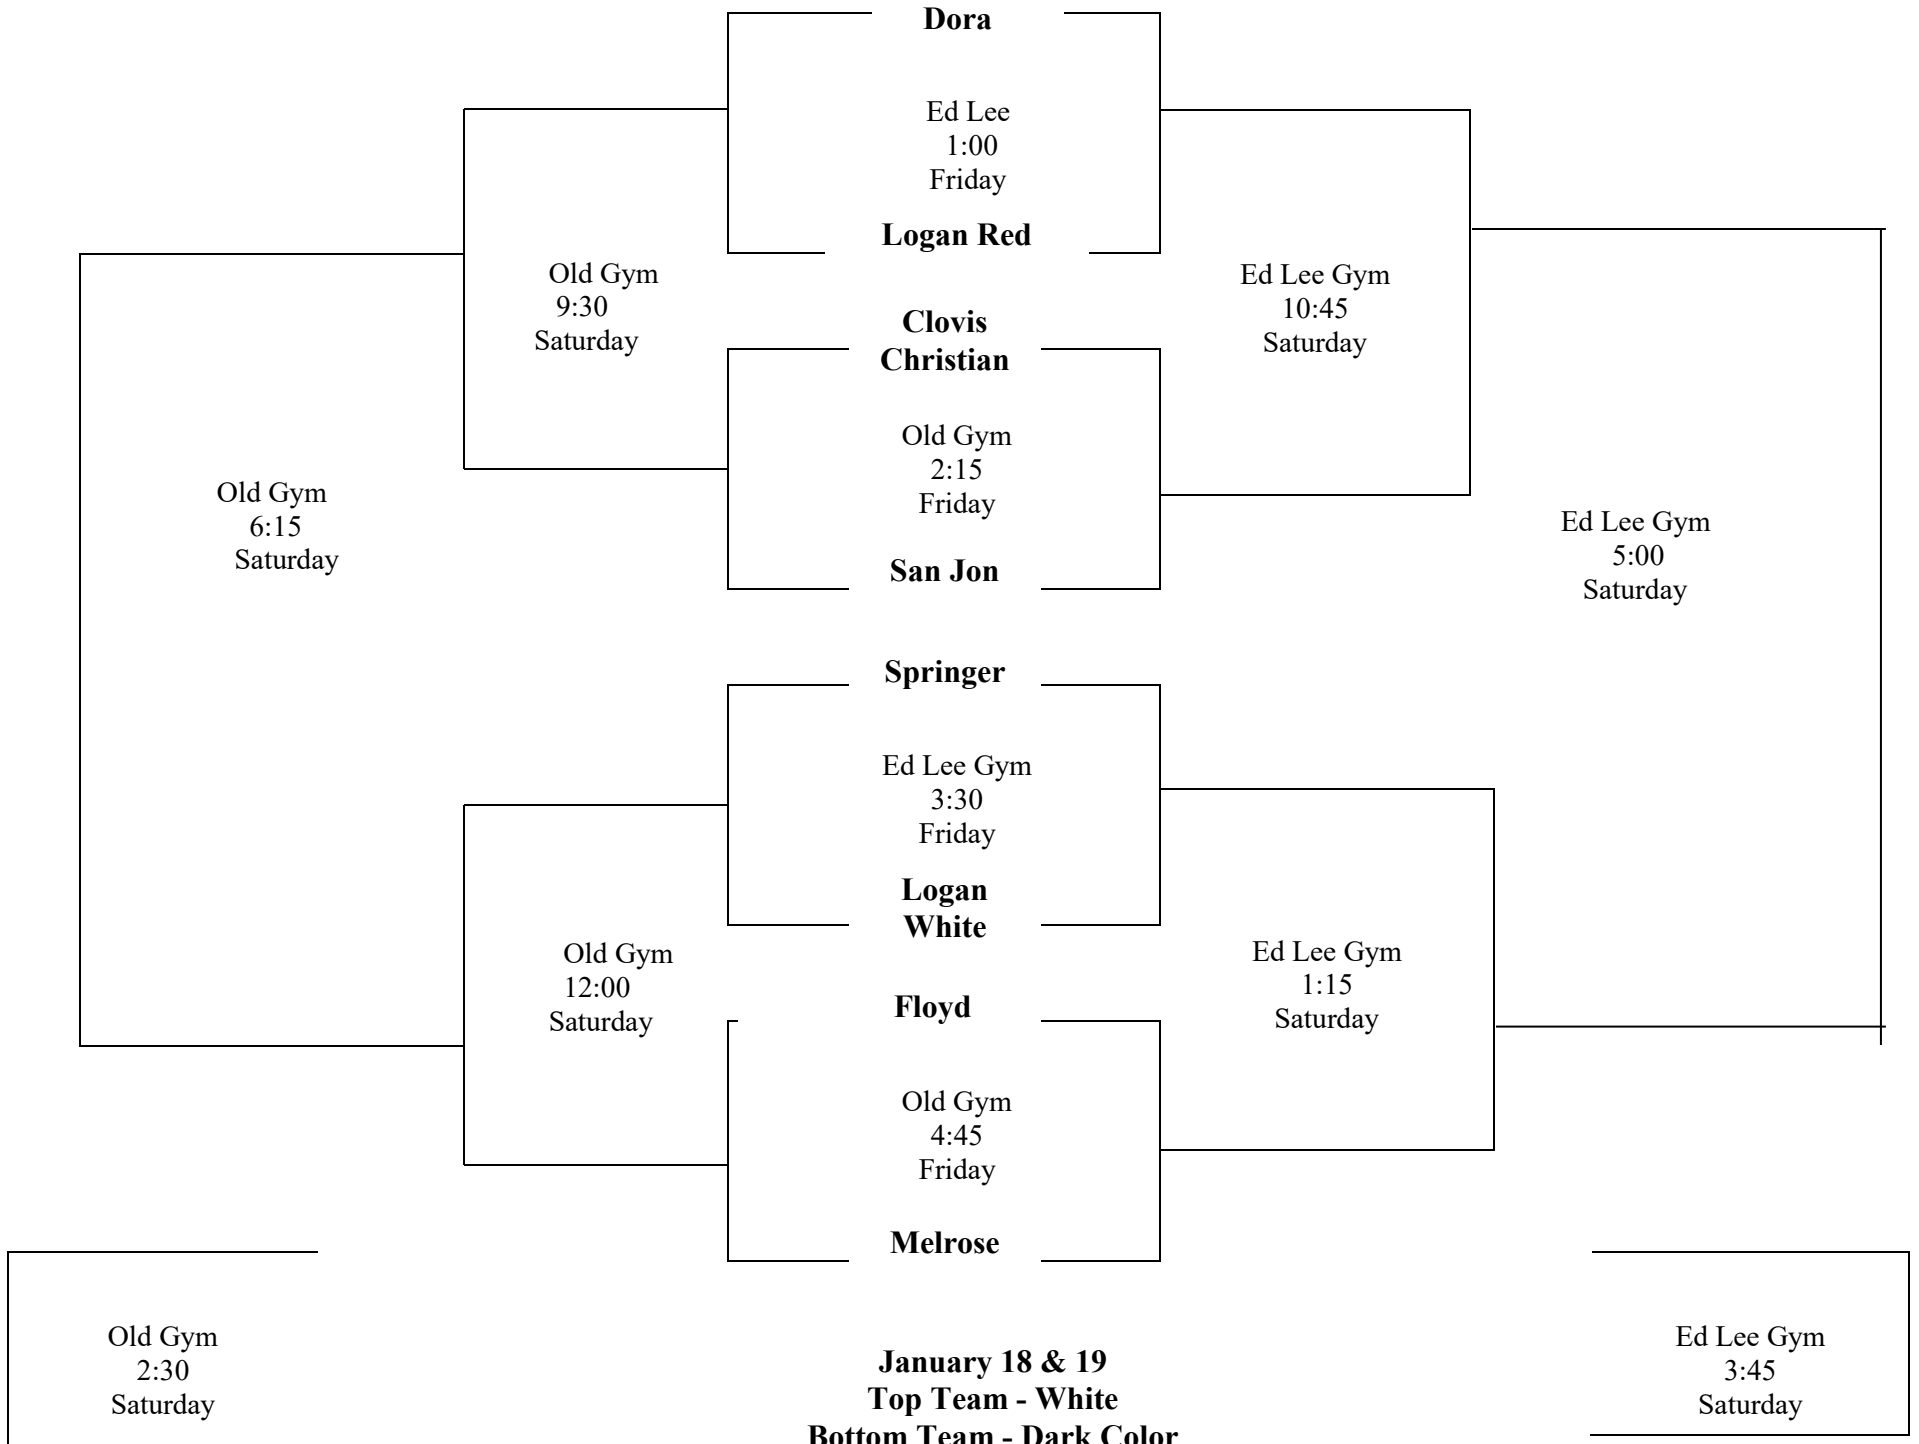 Dora
Ed Lee
1:00
Friday
Logan Red
Old Gym
9:30
Saturday
Ed Lee Gym
10:45
Saturday
Clovis
Christian
Old Gym
2:15
Friday
San Jon
Old Gym
6:15
Saturday
Ed Lee Gym
5:00
Saturday
Springer
Ed Lee Gym
3:30
Friday
Logan
White
Old Gym
12:00
Saturday
Ed Lee Gym
1:15
Saturday
Floyd
Old Gym
4:45
Friday
Melrose
Old Gym
2:30
Saturday
January 18 & 19
Top Team - White
Bottom Team - Dark Color
Ed Lee Gym
3:45
Saturday